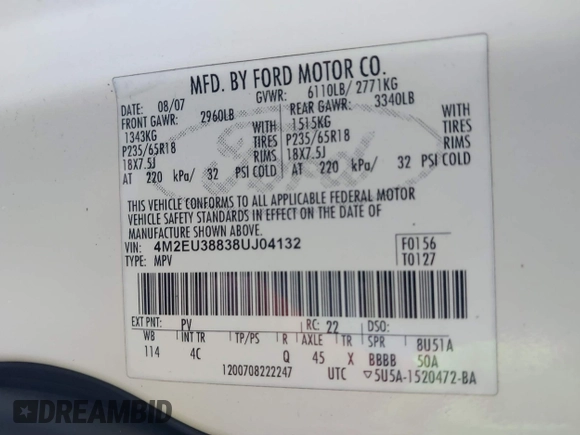 MFD. BY FORD MOTOR CO.
DATE: 08/07 GVWR: 6110LB/ 2771KG
FRONT GAWR: 2960LB REAR GAWR: 3340LB
1343KG WITH 1515KG WITH
P235/65R18 TIRES P235/65R18 TIRES
18X7.5J RIMS 18X7.5J RIMS
AT 220 kPa/ 32 PSI COLD AT 220 kPa/ 32 PSI COLD
THIS VEHICLE CONFORMS TO ALL APPLICABLE FEDERAL MOTOR
VEHICLE SAFETY STANDARDS IN EFFECT ON THE DATE OF
MANUFACTURE SHOWN ABOVE.
VIN: 4M2EU38838UJ04132 F0156
TYPE: MPV T0127
EXT PNT: PV RC: 22 DSO:
WB INT TR TP/PS R AXLE TR SPR 8U51A
114 4C Q 45 X BBBB 50A
1200708222247 UTC ▽5U5A-1520472-BA
DREAMBID